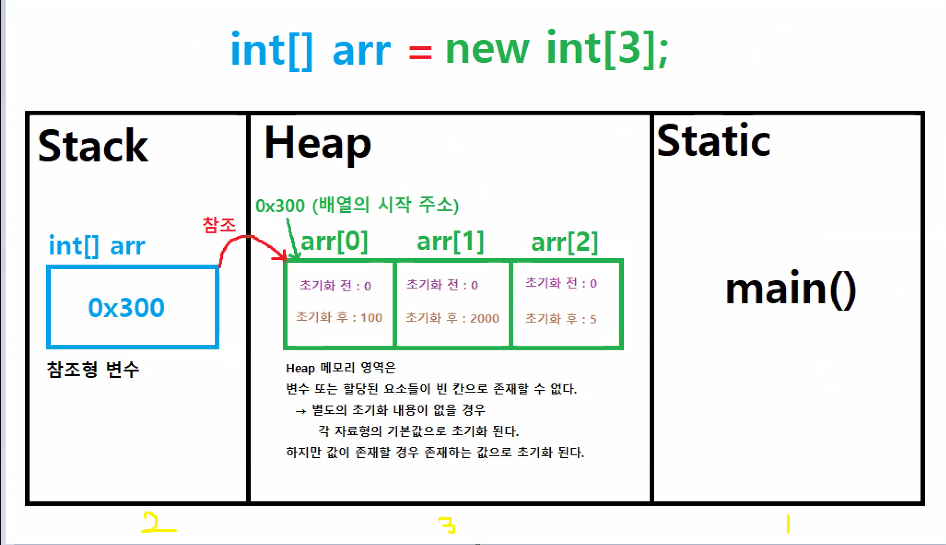 int[] arr = new int[3];
Stack
Heap
Static
0x300 (배열의 시작 주소)
참조
int[] arr
arr[0] arr[1] arr[2]
0x300
초기화 전 : 0
초기화 후 : 100
초기화 전 : 0
초기화 후 : 2000
초기화 전 : 0
초기화 후 : 5
main()
참조형 변수
Heap 메모리 영역은
변수 또는 할당된 요소들이 빈 칸으로 존재할 수 없다.
→ 별도의 초기화 내용이 없을 경우
각 자료형의 기본값으로 초기화 된다.
하지만 값이 존재할 경우 존재하는 값으로 초기화 된다.
2 3 1